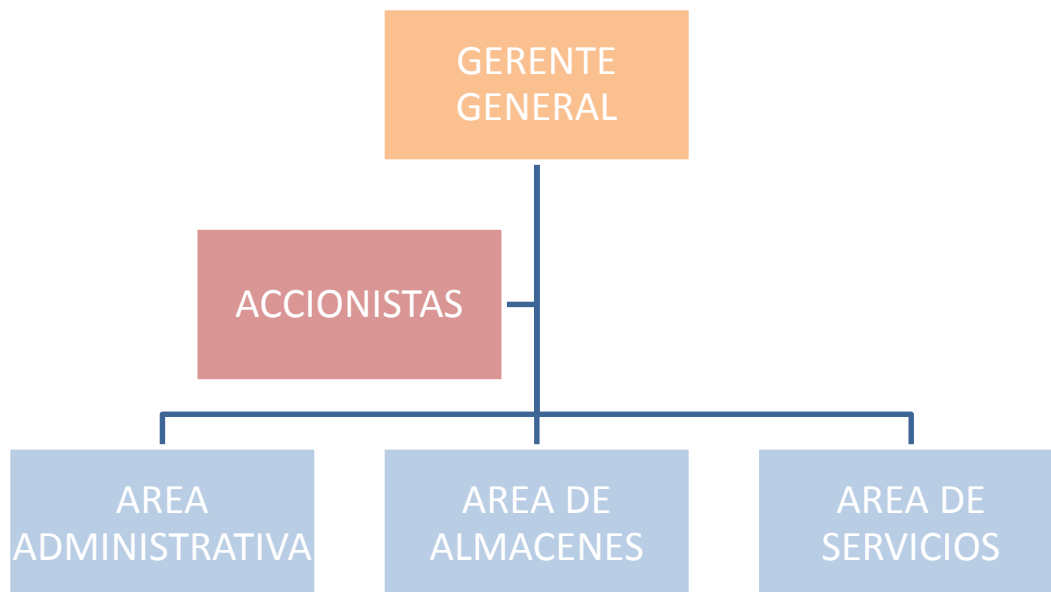 GERENTE
GENERAL
ACCIONISTAS
AREA
ADMINISTRATIVA
AREA DE
ALMACENES
AREA DE
SERVICIOS